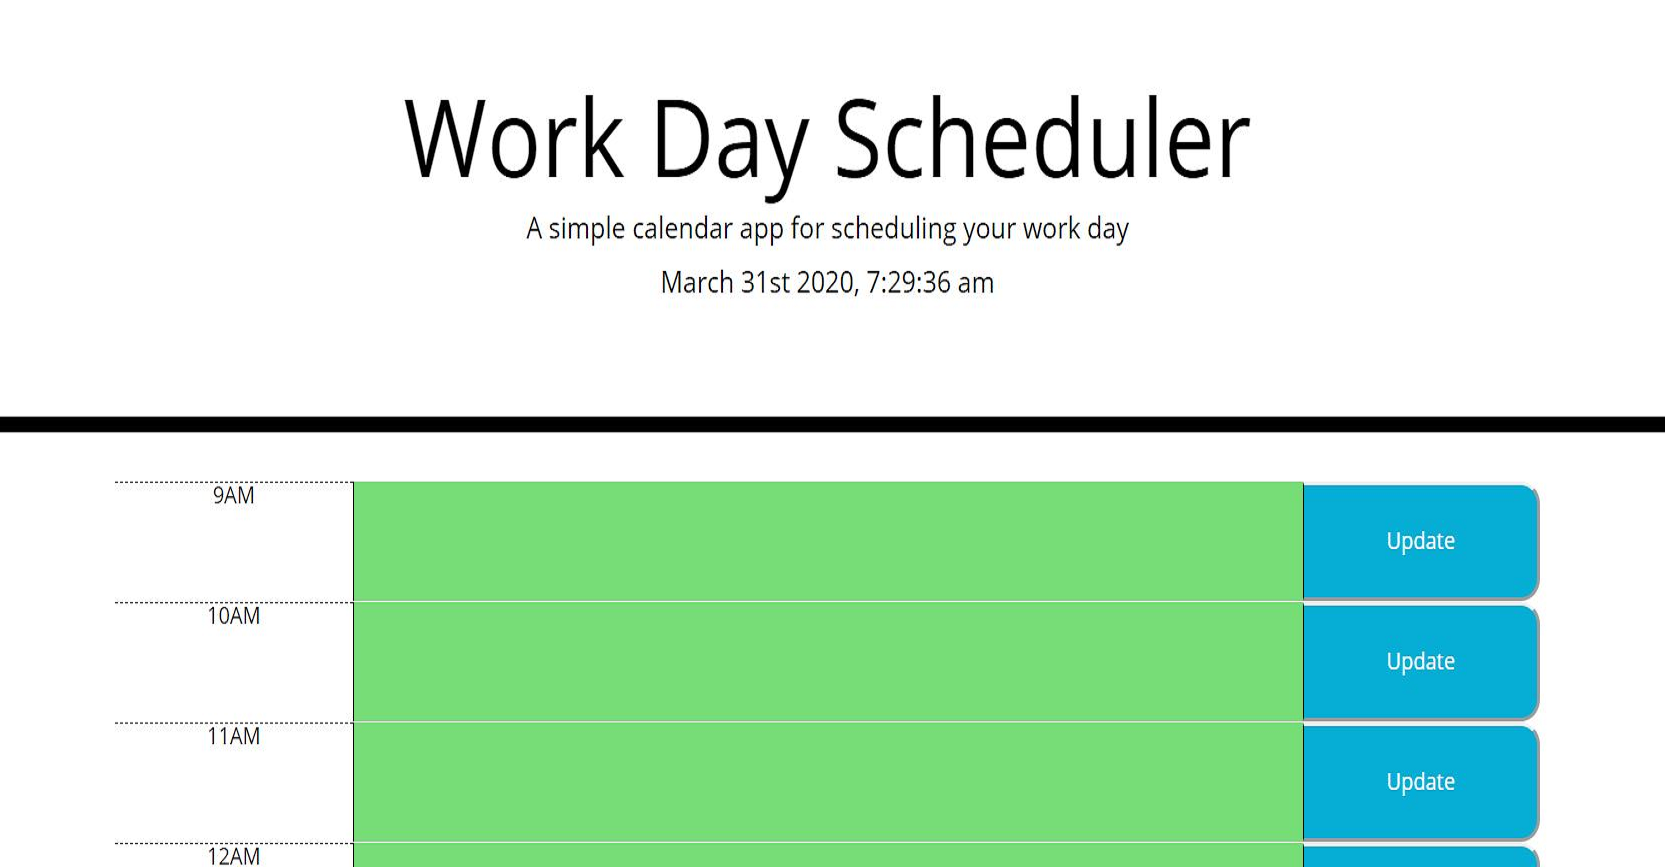 Work Day Scheduler
A simple calendar app for scheduling your work day
March 31st 2020, 7:29:36 am
9AM
Update
10AM
Update
11AM
Update
12AM